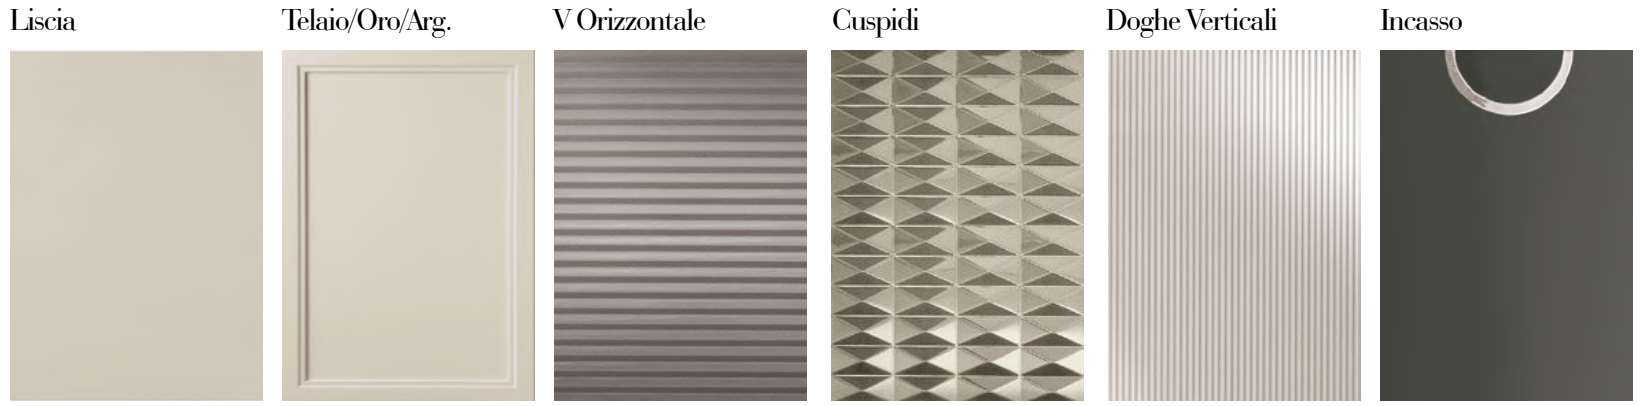 Liscia
Telaio/Oro/Arg.
V Orizzontale
Cuspidi
Doghe Verticali
Incasso